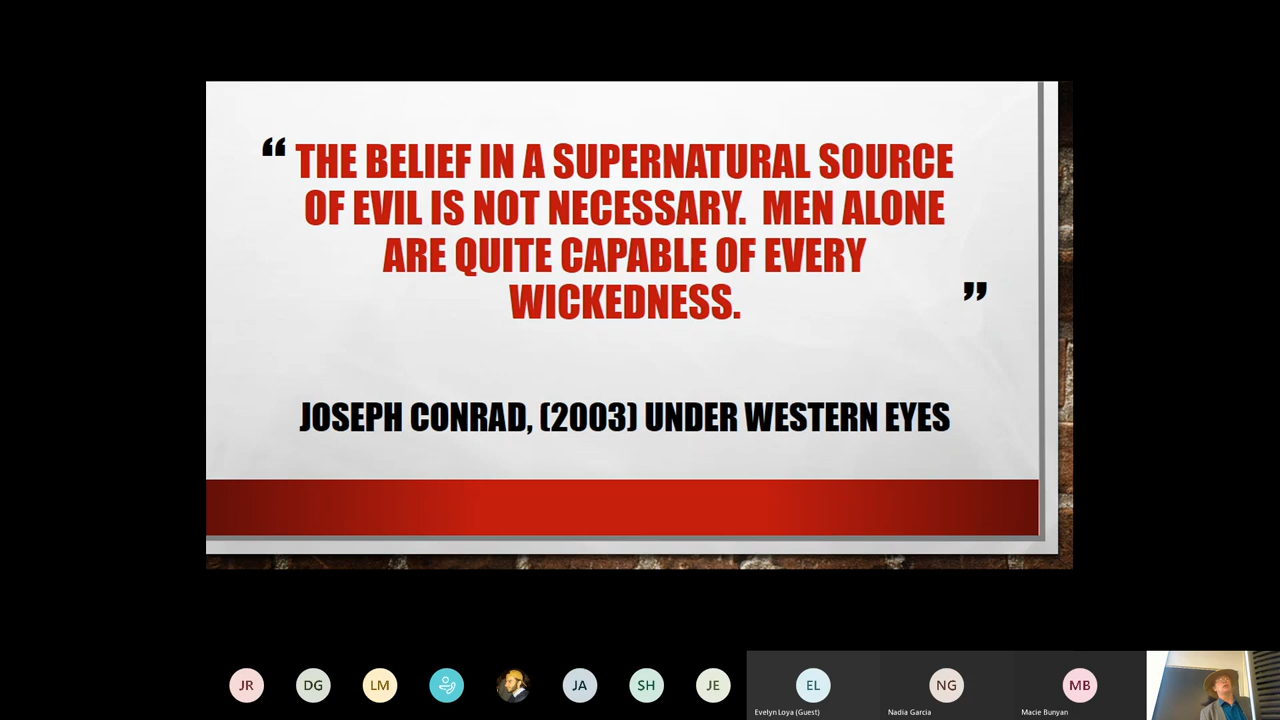 “ THE BELIEF IN A SUPERNATURAL SOURCE
OF EVIL IS NOT NECESSARY. MEN ALONE
ARE QUITE CAPABLE OF EVERY
WICKEDNESS. ”
JOSEPH CONRAD, (2003) UNDER WESTERN EYES
JR DG LM JA SH JE EL NG MB
Evelyn Loya (Guest) Nadia Garcia Macie Bunyan